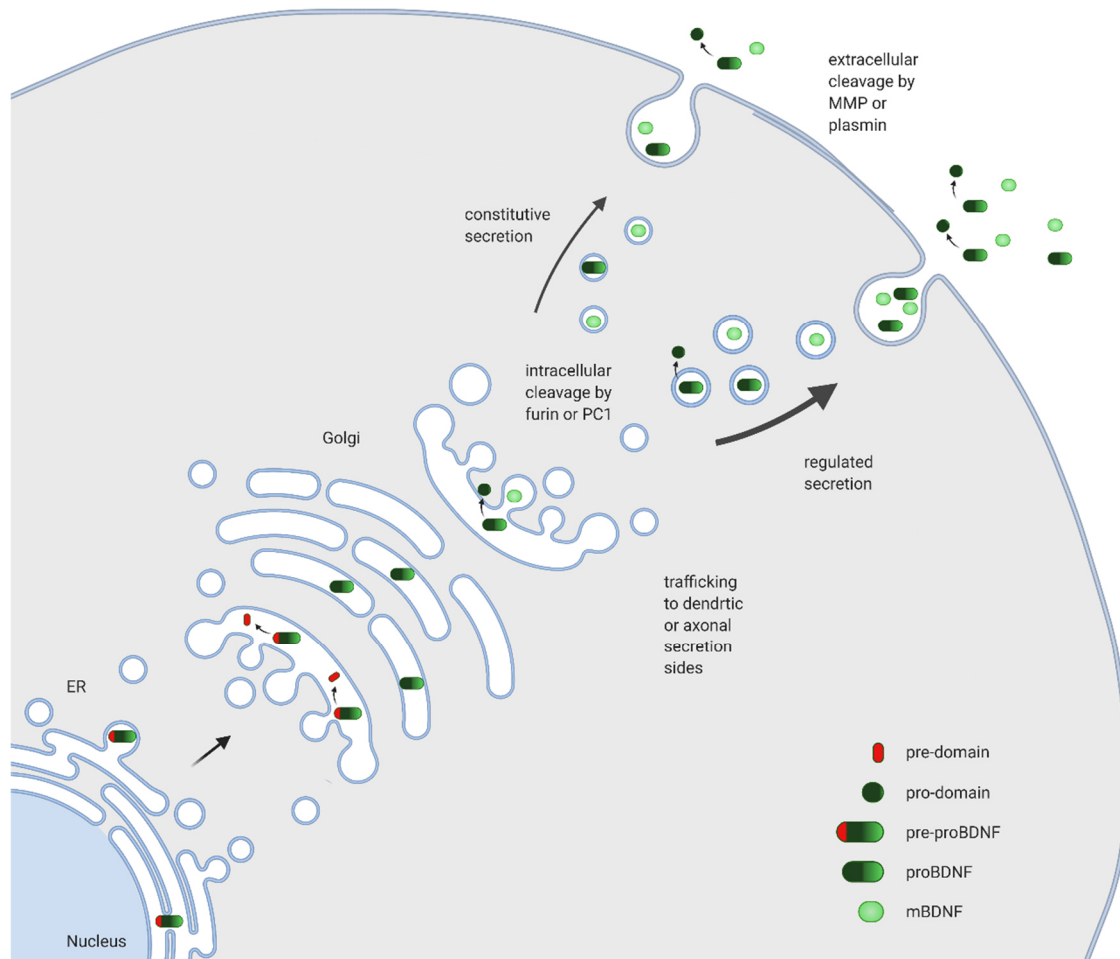 extracellular
cleavage by
MMP or
plasmin
constitutive
secretion
intracellular
cleavage by
furin or PC1
Golgi
regulated
secretion
trafficking
to dendrtic
or axonal
secretion
sides
ER
Nucleus
pre-domain
pro-domain
pre-proBDNF
proBDNF
mBDNF